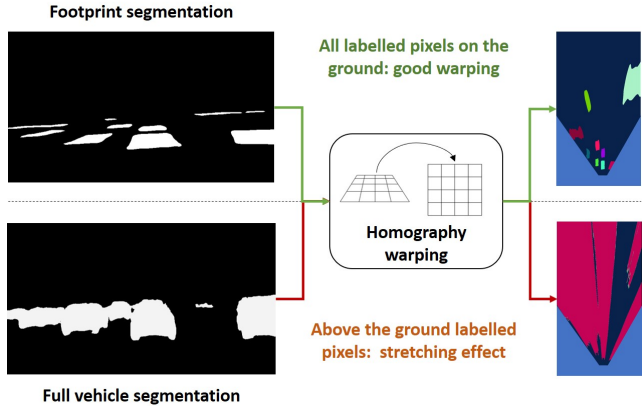 Footprint segmentation
All labelled pixels on the
ground: good warping
Homography
warping
Above the ground labelled
pixels: stretching effect
Full vehicle segmentation